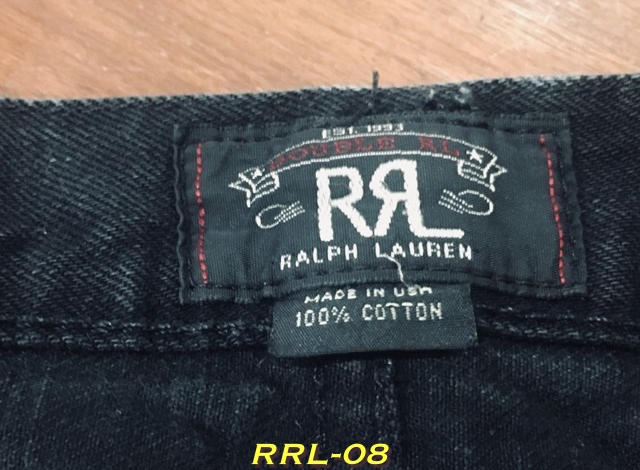 EST. 1993
DOUBLE RL
RRL
RALPH LAUREN
MADE IN USA
100% COTTON
RRL-08